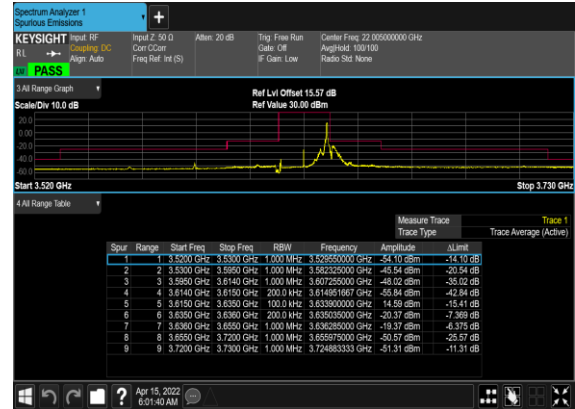 Spectrum Analyzer 1
Spurious Emissions
+
KEYSIGHT Input: RF Input Z: 50 Ω Atten: 20 dB Trig: Free Run Center Freq: 22.005000000 GHz
RL Coupling: DC Corr CCorr Gate: Off Avg|Hold: 100/100
Align: Auto Freq Ref: Int (S) IF Gain: Low Radio Std: None
PASS
3 All Range Graph
Ref Lvl Offset 15.57 dB
Scale/Div 10.0 dB Ref Value 30.00 dBm
20.0
0.00
-20.0
-40.0
-60.0
Start 3.520 GHz Stop 3.730 GHz
4 All Range Table
Measure Trace Trace 1
Trace Type Trace Average (Active)
Spur Range Start Freq Stop Freq RBW Frequency Amplitude ΔLimit
1 1 3.5200 GHz 3.5300 GHz 1.000 MHz 3.529550000 GHz -54.10 dBm -14.10 dB
2 2 3.5300 GHz 3.5950 GHz 1.000 MHz 3.582325000 GHz -45.54 dBm -20.54 dB
3 3 3.5950 GHz 3.6140 GHz 1.000 MHz 3.607255000 GHz -48.02 dBm -35.02 dB
4 4 3.6140 GHz 3.6150 GHz 200.0 kHz 3.614951667 GHz -55.84 dBm -42.84 dB
5 5 3.6150 GHz 3.6350 GHz 100.0 kHz 3.633900000 GHz 14.59 dBm -15.41 dB
6 6 3.6350 GHz 3.6360 GHz 200.0 kHz 3.635035000 GHz -20.37 dBm -7.369 dB
7 7 3.6360 GHz 3.6550 GHz 1.000 MHz 3.636285000 GHz -19.37 dBm -6.375 dB
8 8 3.6550 GHz 3.7200 GHz 1.000 MHz 3.655975000 GHz -50.57 dBm -25.57 dB
9 9 3.7200 GHz 3.7300 GHz 1.000 MHz 3.724883333 GHz -51.31 dBm -11.31 dB
? Apr 15, 2022
6:01:40 AM